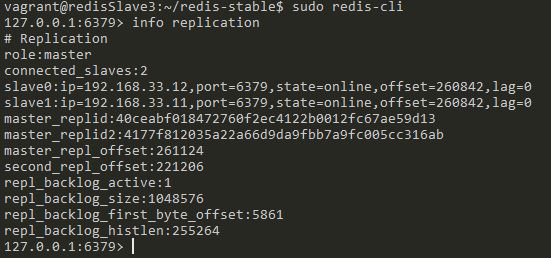 vagrant@redisSlave3:~/redis-stable$ sudo redis-cli
127.0.0.1:6379> info replication
# Replication
role:master
connected_slaves:2
slave0:ip=192.168.33.12,port=6379,state=online,offset=260842,lag=0
slave1:ip=192.168.33.11,port=6379,state=online,offset=260842,lag=0
master_replid:40ceabf018472760f2ec4122b0012fc67ae59d13
master_replid2:4177f812035a22a66d9da9fbb7a9fc005cc316ab
master_repl_offset:261124
second_repl_offset:221206
repl_backlog_active:1
repl_backlog_size:1048576
repl_backlog_first_byte_offset:5861
repl_backlog_histlen:255264
127.0.0.1:6379>